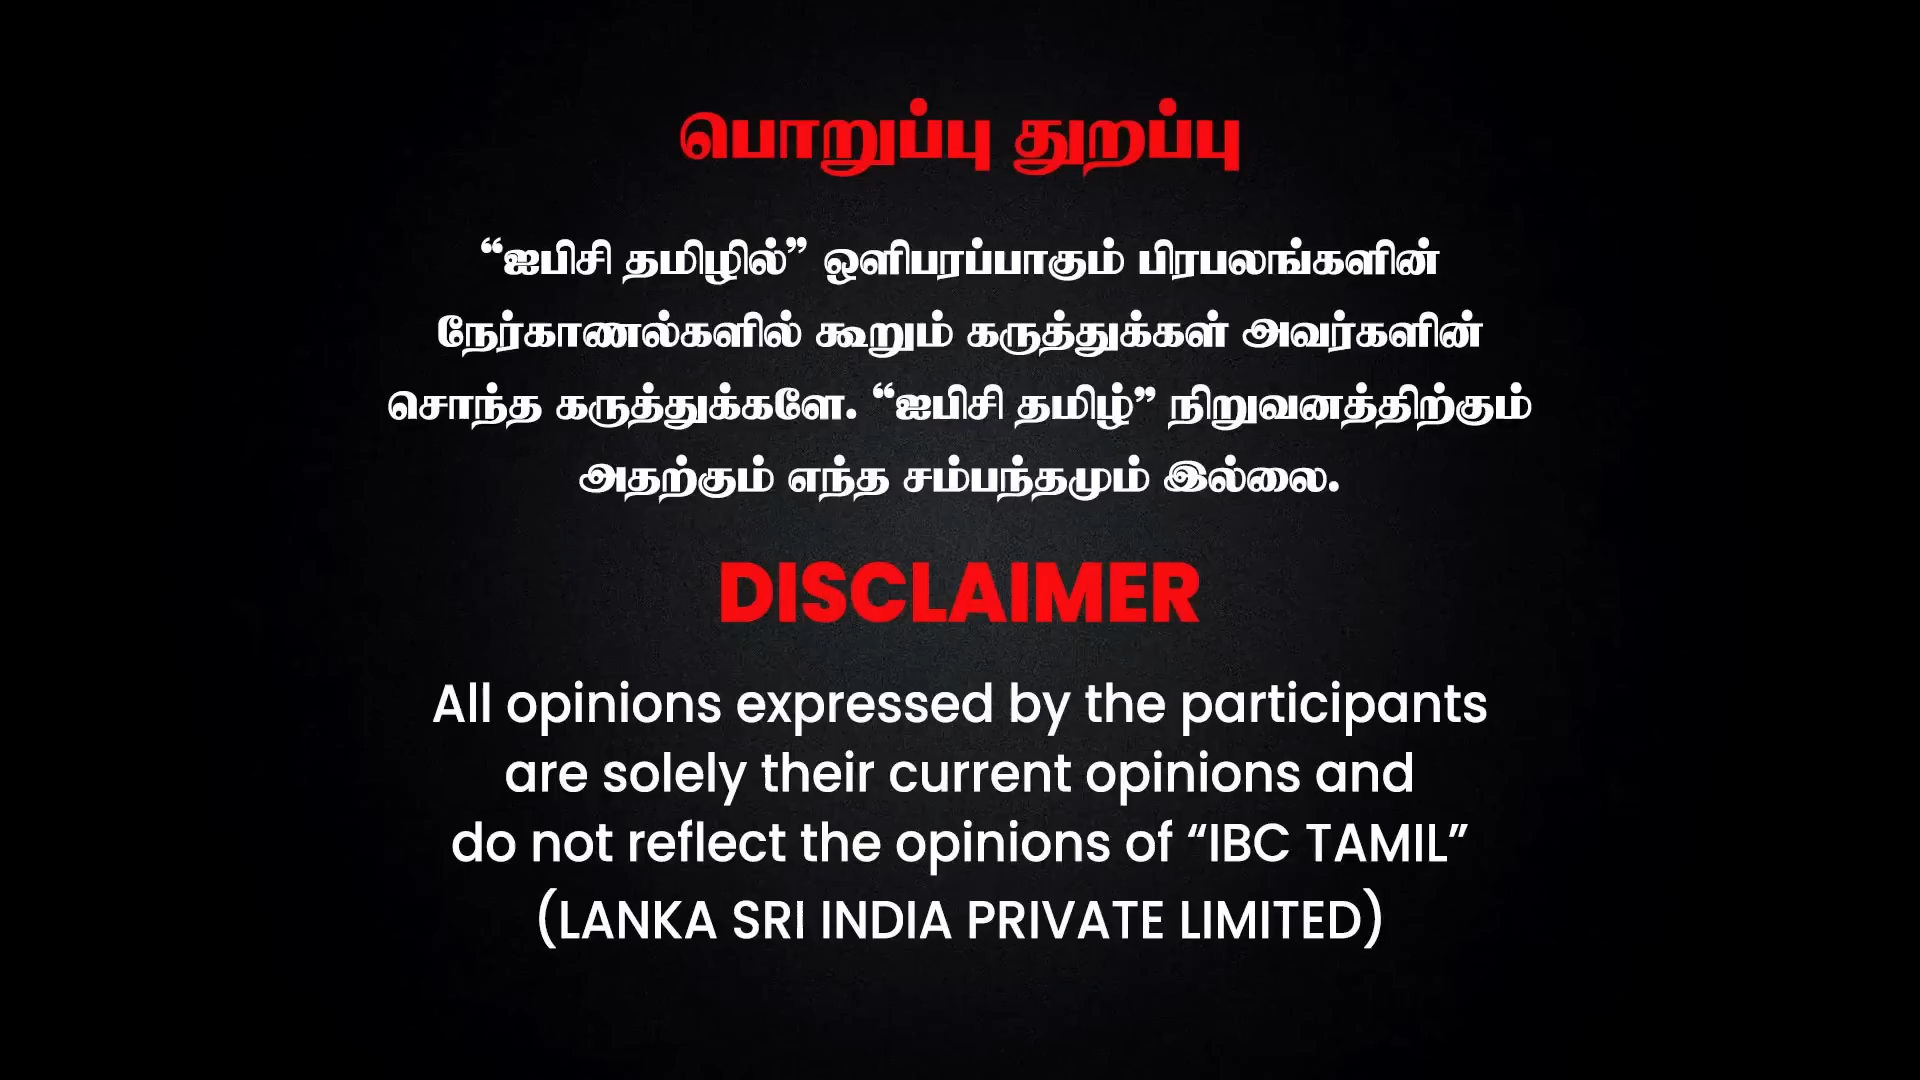 பொறுப்பு துறப்பு
“ஐபிசி தமிழில்” ஒளிபரப்பாகும் பிரபலங்களின்
நேர்காணல்களில் கூறும் கருத்துக்கள் அவர்களின்
சொந்த கருத்துக்களே. “ஐபிசி தமிழ்” நிறுவனத்திற்கும்
அதற்கும் எந்த சம்பந்தமும் இல்லை.
DISCLAIMER
All opinions expressed by the participants
are solely their current opinions and
do not reflect the opinions of “IBC TAMIL”
(LANKA SRI INDIA PRIVATE LIMITED)